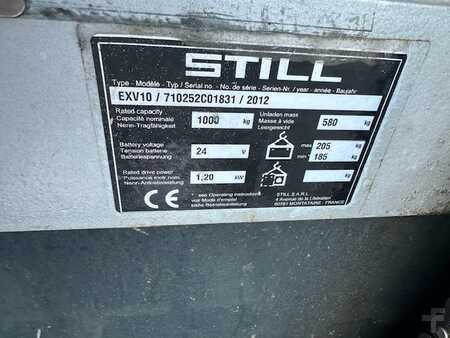 STILL
Type - Modèle - Typ / Serial no. - No. de série - Serien-Nr. / year - année - Baujahr
EXV10 / 710252C01831 / 2012
Rated capacity
Capacité nominale
Nenn-Tragfähigkeit
1000 kg
Unladen mass
Masse à vide
Leergewicht
580 kg
Battery voltage
Tension batterie
Batteriespannung
24 V
max 205 kg
min 185 kg
Rated drive power
Puissance motr. nom.
Nenn-Antriebsleistung
1,20 kW
kg
CE
* see Operating instructions
voir Mode d'emploi
siehe Betriebsanleitung
STILL S.A.R.L
4 Avenue de la Libération
60761 MONTATAIRE - FRANCE